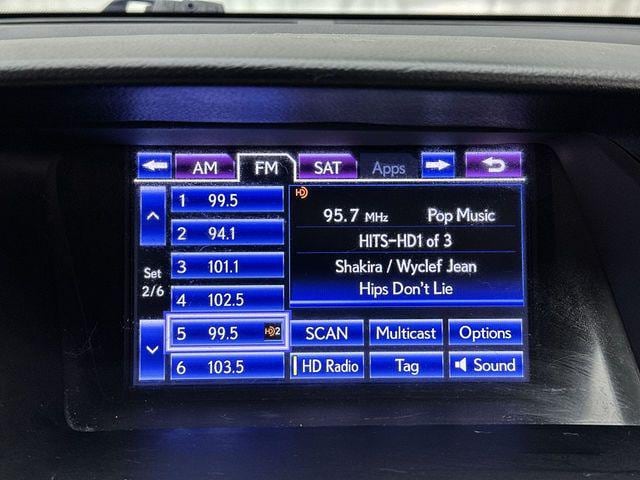 AM FM SAT Apps
1 99.5
2 94.1
3 101.1
4 102.5
5 99.5 HD2
6 103.5
Set
2/6
HD
95.7 MHz Pop Music
HITS-HD1 of 3
Shakira / Wyclef Jean
Hips Don't Lie
SCAN Multicast Options
HD Radio Tag Sound